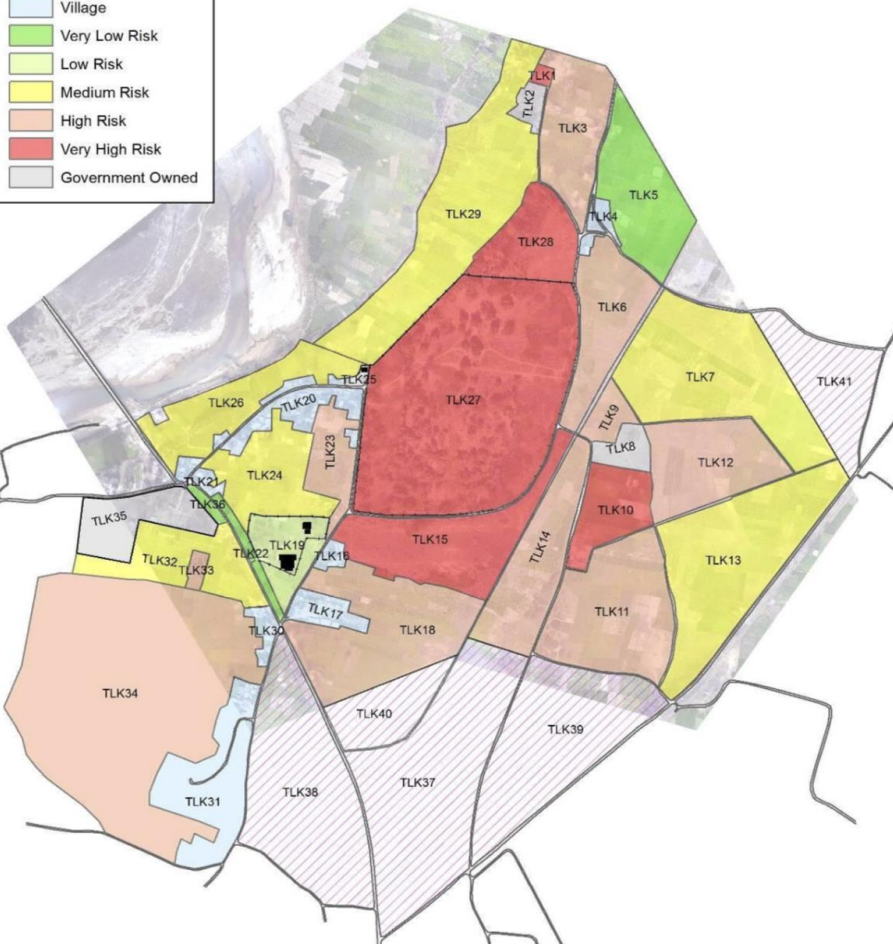 Village
Very Low Risk
Low Risk
Medium Risk
High Risk
Very High Risk
Government Owned
TLK1
TLK2
TLK3
TLK5
TLK29
TLK4
TLK28
TLK6
TLK7
TLK41
TLK25
TLK26
TLK20
TLK27
TLK9
TLK8
TLK23
TLK12
TLK24
TLK21
TLK36
TLK10
TLK35
TLK15
TLK14
TLK19
TLK22
TLK16
TLK13
TLK32
TLK33
TLK17
TLK11
TLK30
TLK18
TLK34
TLK40
TLK39
TLK37
TLK38
TLK31